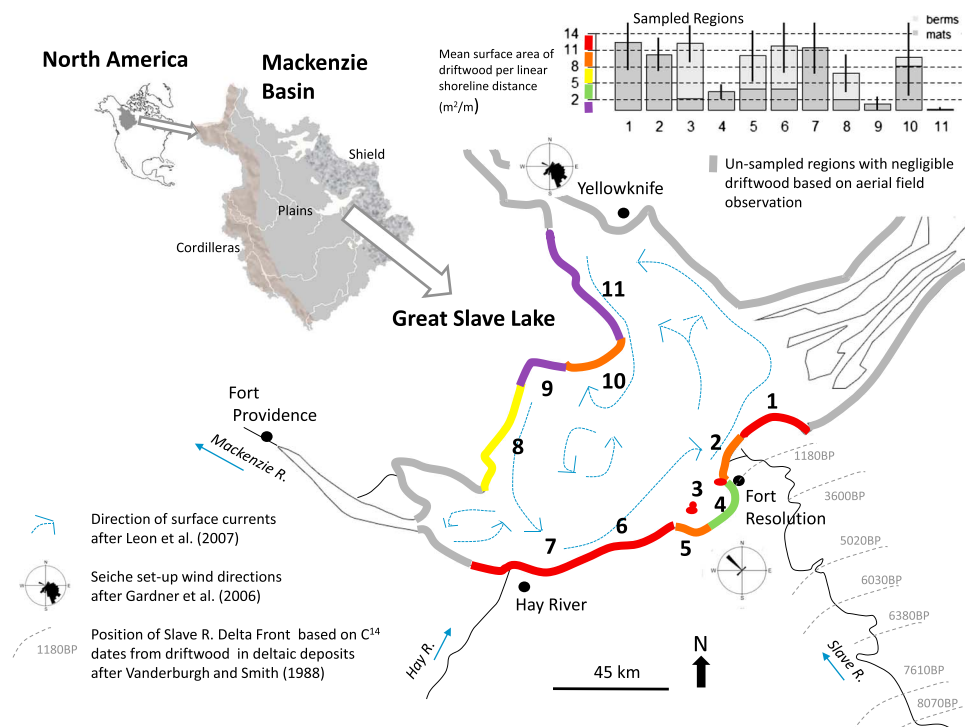 North America
Mackenzie
Basin
Shield
Plains
Cordilleras
Mean surface area of
driftwood per linear
shoreline distance
(m²/m)
Sampled Regions
berms
mats
14
11
8
5
2
1 2 3 4 5 6 7 8 9 10 11
Un-sampled regions with negligible
driftwood based on aerial field
observation
N
W E
S
Yellowknife
Great Slave Lake
11
10
9
8
1
2
3
4
5
6
7
Fort
Providence
Mackenzie R.
Fort
Resolution
Hay River
Hay R.
Slave R.
N
W E
S
1180BP
3600BP
5020BP
6030BP
6380BP
7610BP
8070BP
Direction of surface currents
after Leon et al. (2007)
N
W E
S
Seiche set-up wind directions
after Gardner et al. (2006)
1180BP
Position of Slave R. Delta Front based on C¹⁴
dates from driftwood in deltaic deposits
after Vanderburgh and Smith (1988)
45 km
N